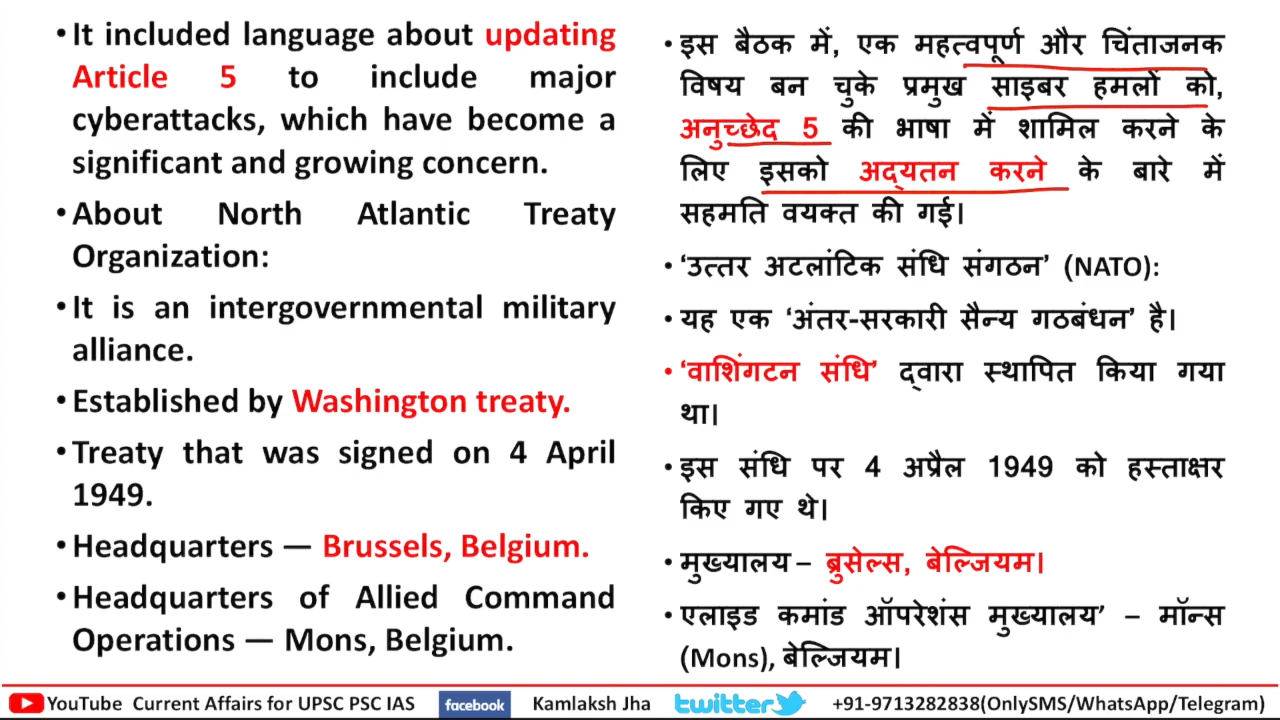 •It included language about updating
Article 5 to include major
cyberattacks, which have become a
significant and growing concern.
•About North Atlantic Treaty
Organization:
•It is an intergovernmental military
alliance.
•Established by Washington treaty.
•Treaty that was signed on 4 April
1949.
•Headquarters — Brussels, Belgium.
•Headquarters of Allied Command
Operations — Mons, Belgium.
•इस बैठक में, एक महत्वपूर्ण और चिंताजनक
विषय बन चुके प्रमुख साइबर हमलों को,
अनुच्छेद 5 की भाषा में शामिल करने के
लिए इसको अद्यतन करने के बारे में
सहमति वयक्त की गई।
•‘उत्तर अटलांटिक संधि संगठन’ (NATO):
•यह एक ‘अंतर-सरकारी सैन्य गठबंधन’ है।
•‘वाशिंगटन संधि’ द्वारा स्थापित किया गया
था।
•इस संधि पर 4 अप्रैल 1949 को हस्ताक्षर
किए गए थे।
•मुख्यालय – ब्रुसेल्स, बेल्जियम।
•एलाइड कमांड ऑपरेशंस मुख्यालय’ – मॉन्स
(Mons), बेल्जियम।
YouTube Current Affairs for UPSC PSC IAS facebook Kamlaksh Jha twitter +91-9713282838(OnlySMS/WhatsApp/Telegram)